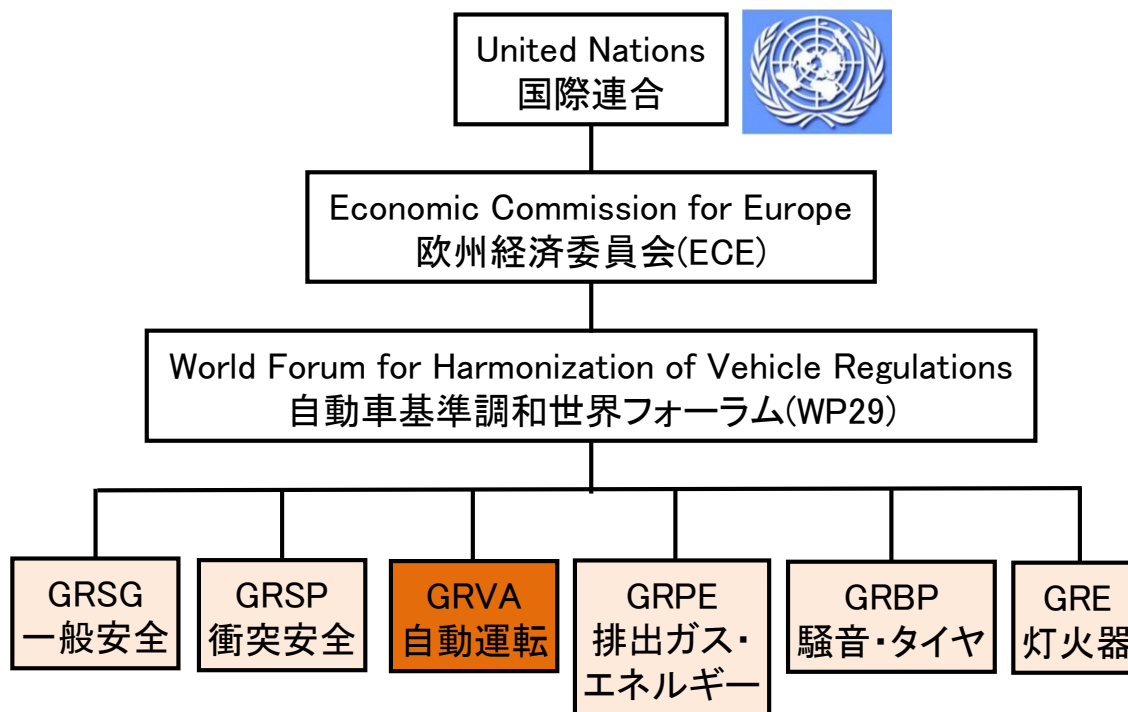 United Nations
国際連合
Economic Commission for Europe
欧州経済委員会(ECE)
World Forum for Harmonization of Vehicle Regulations
自動車基準調和世界フォーラム(WP29)
GRSG
一般安全
GRSP
衝突安全
GRVA
自動運転
GRPE
排出ガス・
エネルギー
GRBP
騒音・タイヤ
GRE
灯火器